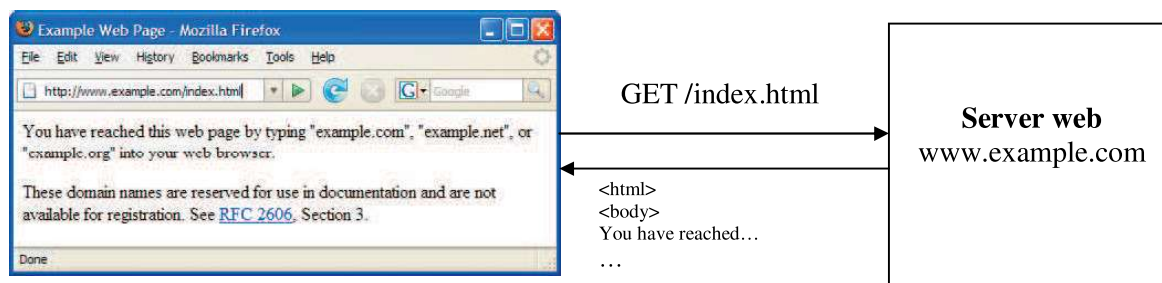 Example Web Page - Mozilla Firefox
File Edit View History Bookmarks Tools Help
http://www.example.com/index.html
G Google
You have reached this web page by typing "example.com", "example.net", or
"example.org" into your web browser.
These domain names are reserved for use in documentation and are not
available for registration. See RFC 2606, Section 3.
Done
GET /index.html
<html>
<body>
You have reached…
…
Server web
www.example.com